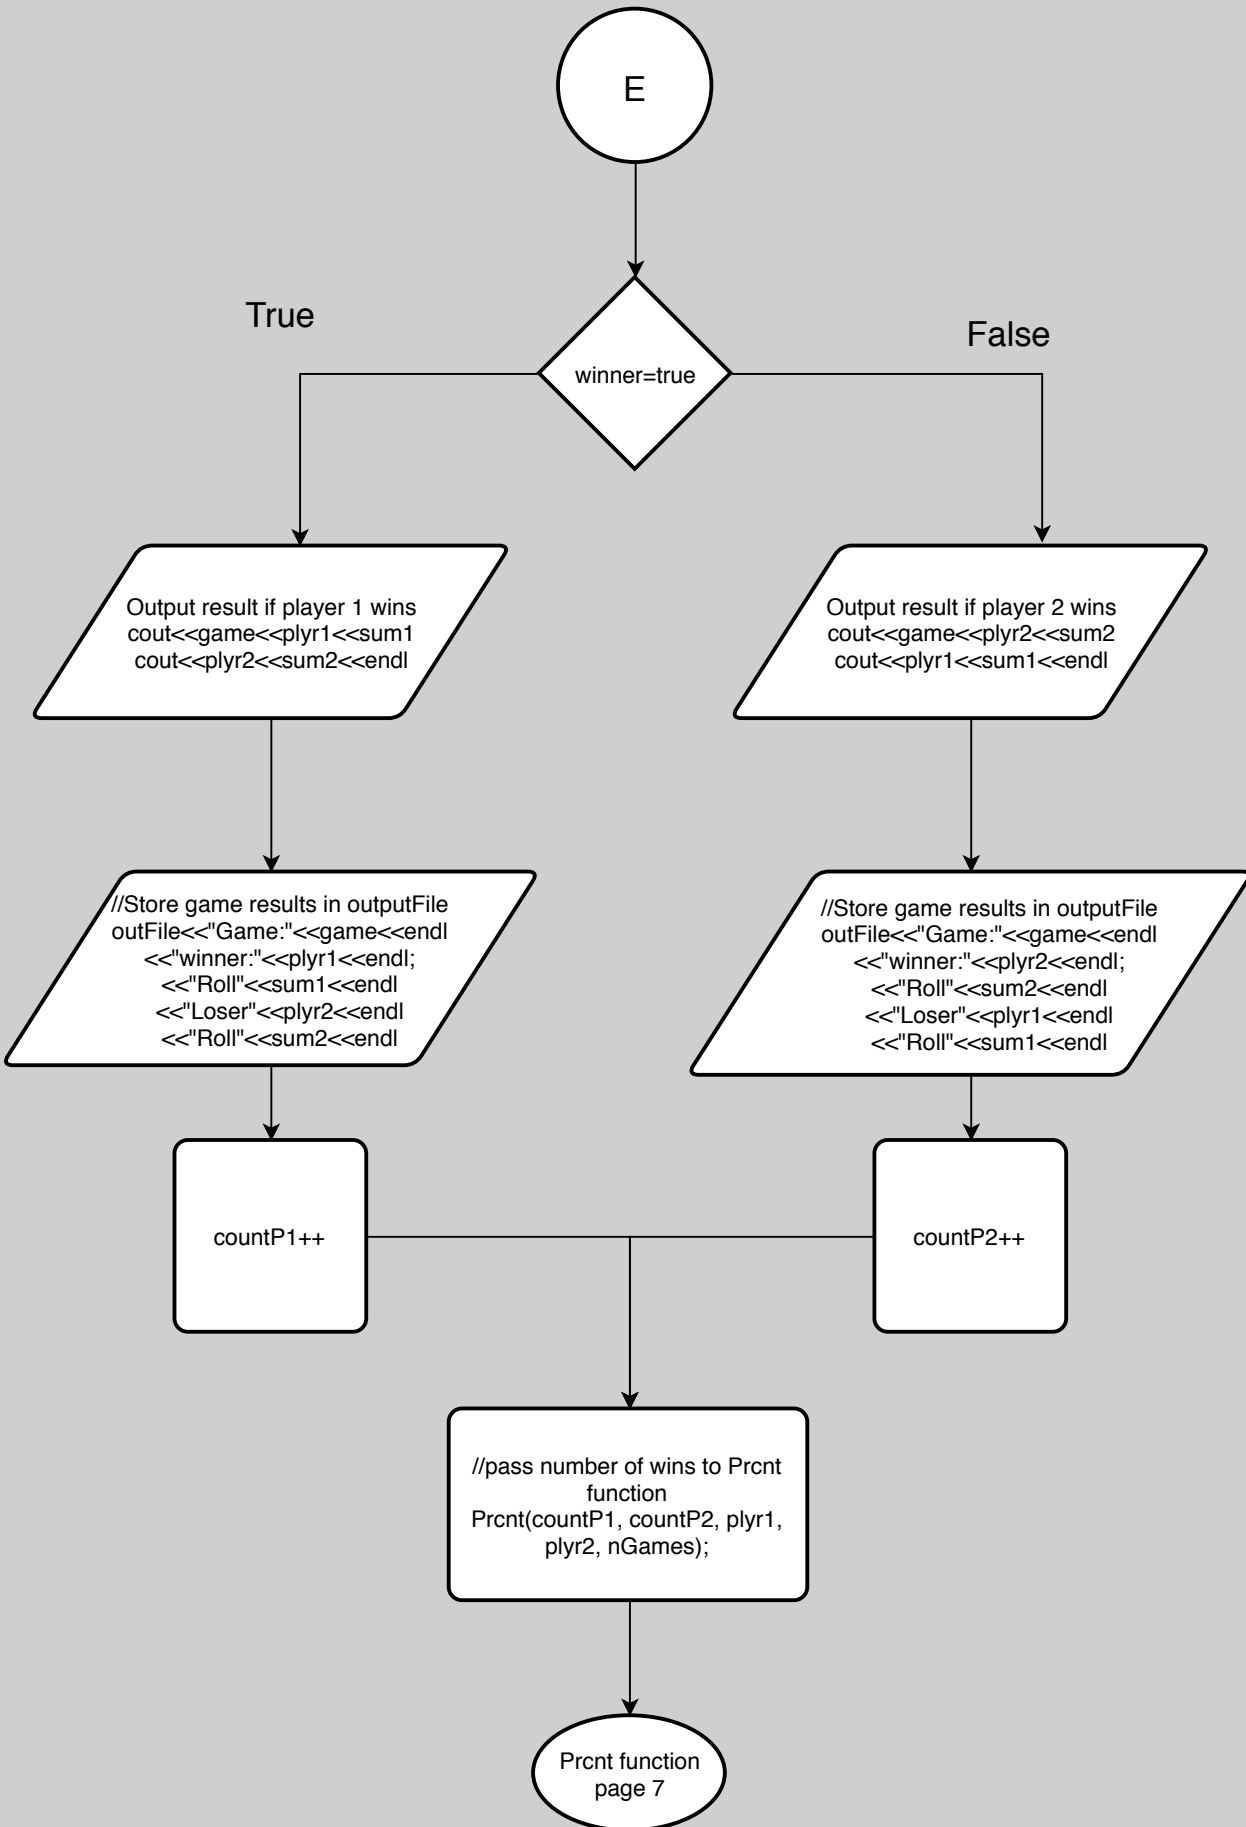 E
True
False
winner=true
Output result if player 1 wins
cout<<game<<plyr1<<sum1
cout<<plyr2<<sum2<<endl
Output result if player 2 wins
cout<<game<<plyr2<<sum2
cout<<plyr1<<sum1<<endl
//Store game results in outputFile
outFile<<"Game:"<<game<<endl
<<"winner:"<<plyr1<<endl;
<<"Roll"<<sum1<<endl
<<"Loser"<<plyr2<<endl
<<"Roll"<<sum2<<endl
//Store game results in outputFile
outFile<<"Game:"<<game<<endl
<<"winner:"<<plyr2<<endl;
<<"Roll"<<sum2<<endl
<<"Loser"<<plyr1<<endl
<<"Roll"<<sum1<<endl
countP1++
countP2++
//pass number of wins to Prcnt
function
Prcnt(countP1, countP2, plyr1,
plyr2, nGames);
Prcnt function
page 7